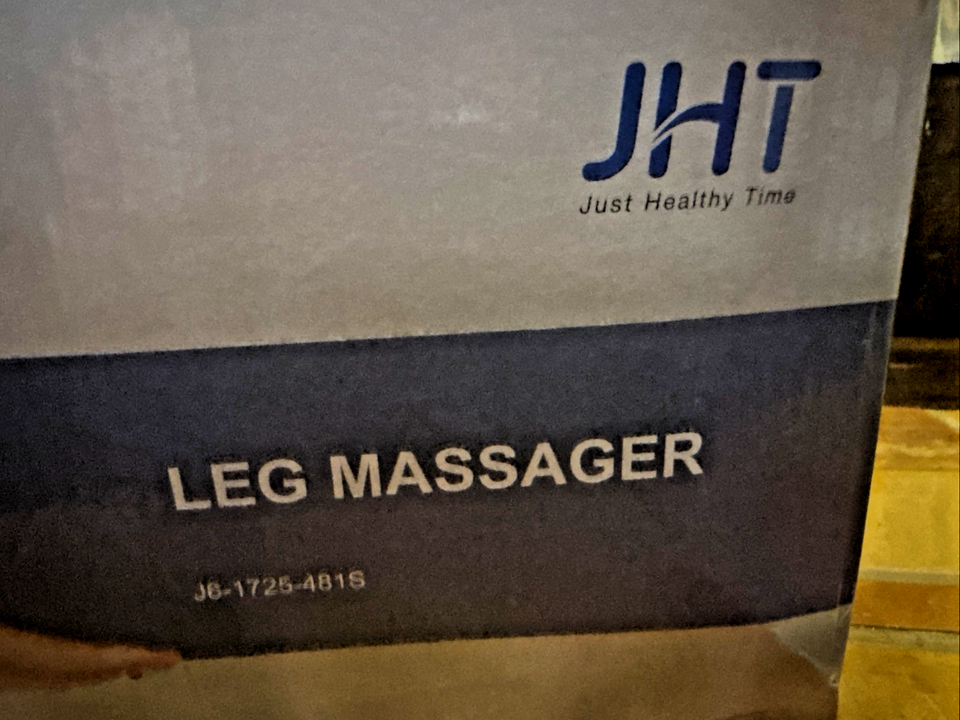 JHT
Just Healthy Time
LEG MASSAGER
J6-1725-481S